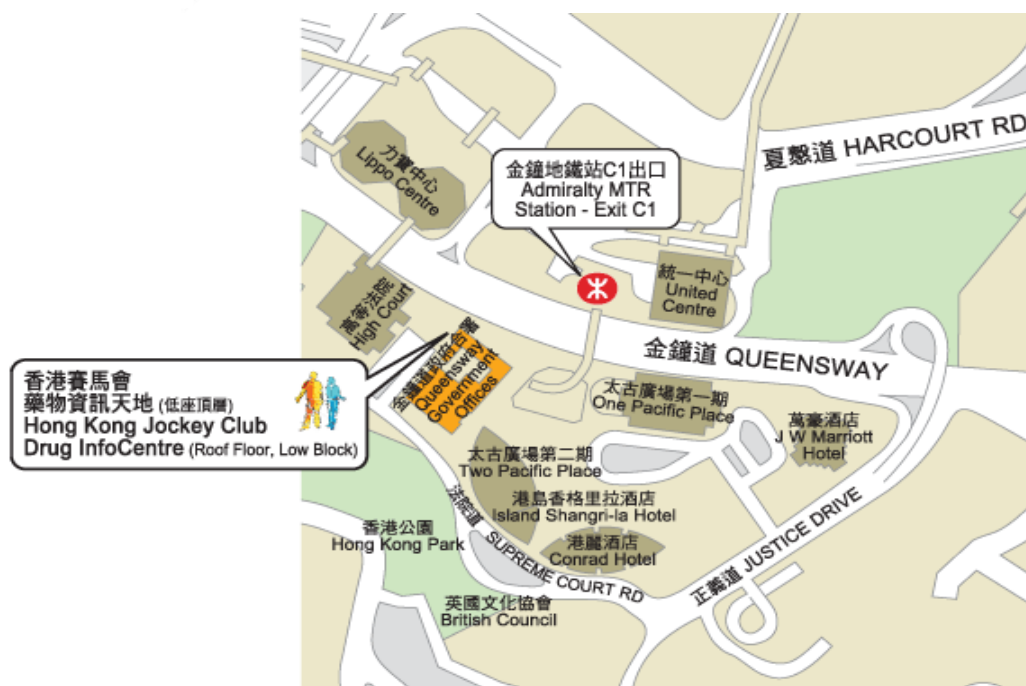 夏慤道 HARCOURT RD
力寶中心
Lippo Centre
金鐘地鐵站C1出口
Admiralty MTR
Station - Exit C1
統一中心
United
Centre
高等法院
High Court
金鐘道 QUEENSWAY
金鐘道政府合署
Queensway
Government
Offices
香港賽馬會
藥物資訊天地 (低座頂層)
Hong Kong Jockey Club
Drug InfoCentre (Roof Floor, Low Block)
太古廣場第一期
One Pacific Place
萬豪酒店
J W Marriott
Hotel
太古廣場第二期
Two Pacific Place
港島香格里拉酒店
Island Shangri-la Hotel
港麗酒店
Conrad Hotel
法院道 SUPREME COURT RD
正義道 JUSTICE DRIVE
香港公園
Hong Kong Park
英國文化協會
British Council